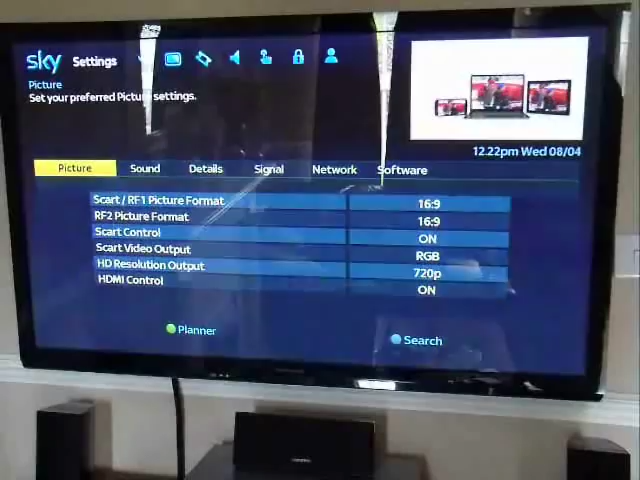 sky Settings
Picture
Set your preferred Picture settings.
12.22pm Wed 08/04
Picture Sound Details Signal Network Software
Scart / RF1 Picture Format 16:9
RF2 Picture Format 16:9
Scart Control ON
Scart Video Output RGB
HD Resolution Output 720p
HDMI Control ON
Planner Search